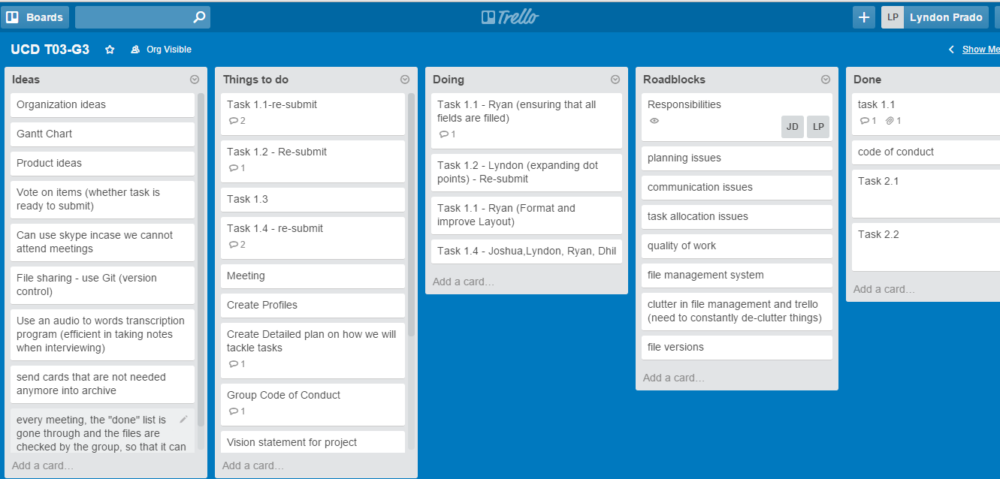 Boards
Trello
LP
Lyndon Prado
UCD T03-G3
Org Visible
Show Me
Ideas
Organization ideas
Gantt Chart
Product ideas
Vote on items (whether task is
ready to submit)
Can use skype incase we cannot
attend meetings
File sharing - use Git (version
control)
Use an audio to words transcription
program (efficient in taking notes
when interviewing)
send cards that are not needed
anymore into archive
every meeting, the "done" list is
gone through and the files are
checked by the group, so that it can
Add a card…
Things to do
Task 1.1-re-submit
2
Task 1.2 - Re-submit
1
Task 1.3
Task 1.4 - re-submit
2
Meeting
Create Profiles
Create Detailed plan on how we will
tackle tasks
1
Group Code of Conduct
1
Vision statement for project
Add a card…
Doing
Task 1.1 - Ryan (ensuring that all
fields are filled)
1
Task 1.2 - Lyndon (expanding dot
points) - Re-submit
Task 1.1 - Ryan (Format and
improve Layout)
Task 1.4 - Joshua,Lyndon, Ryan, Dhil
Add a card…
Roadblocks
Responsibilities
JD LP
planning issues
communication issues
task allocation issues
quality of work
file management system
clutter in file management and trello
(need to constantly de-clutter things)
file versions
Add a card…
Done
task 1.1
1 1
code of conduct
Task 2.1
Task 2.2
Add a card…